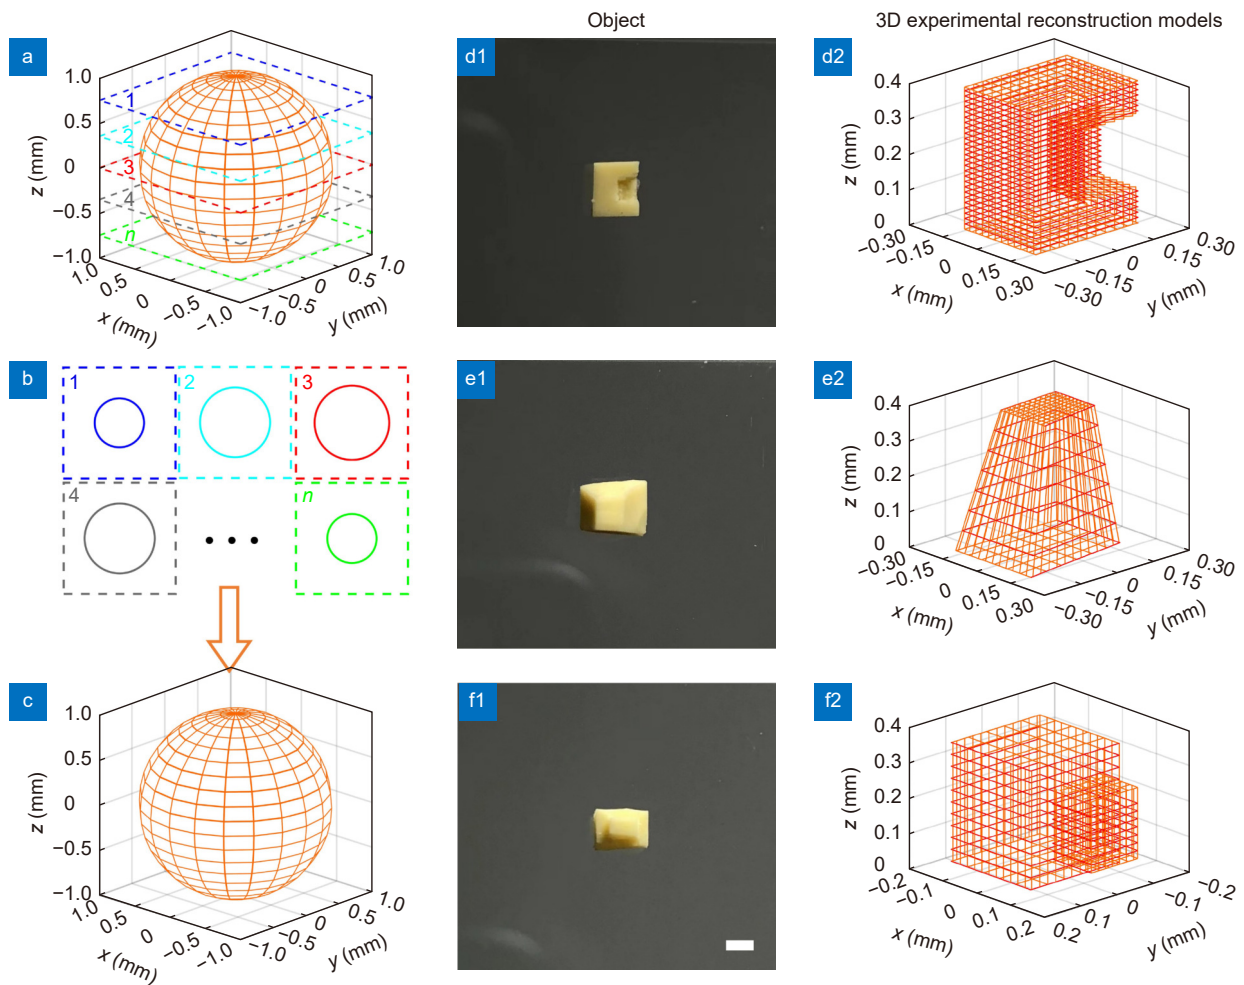 Object
3D experimental reconstruction models
a
1.0
0.5
0
−0.5
−1.0
z (mm)
1
2
3
4
n
1.0
0.5
0
−0.5
−1.0
x (mm)
−1.0
−0.5
0
0.5
1.0
y (mm)
d1
d2
0.4
0.3
0.2
0.1
0
z (mm)
−0.30
−0.15
0
0.15
0.30
x (mm)
−0.30
−0.15
0
0.15
0.30
y (mm)
b
1
2
3
4
n
e1
e2
0.4
0.3
0.2
0.1
0
z (mm)
−0.30
−0.15
0
0.15
0.30
x (mm)
−0.30
−0.15
0
0.15
0.30
y (mm)
c
1.0
0.5
0
−0.5
−1.0
z (mm)
1.0
0.5
0
−0.5
−1.0
x (mm)
−1.0
−0.5
0
0.5
1.0
y (mm)
f1
f2
0.4
0.3
0.2
0.1
0
z (mm)
−0.2
−0.1
0
0.1
0.2
x (mm)
0.2
0.1
0
−0.1
−0.2
y (mm)